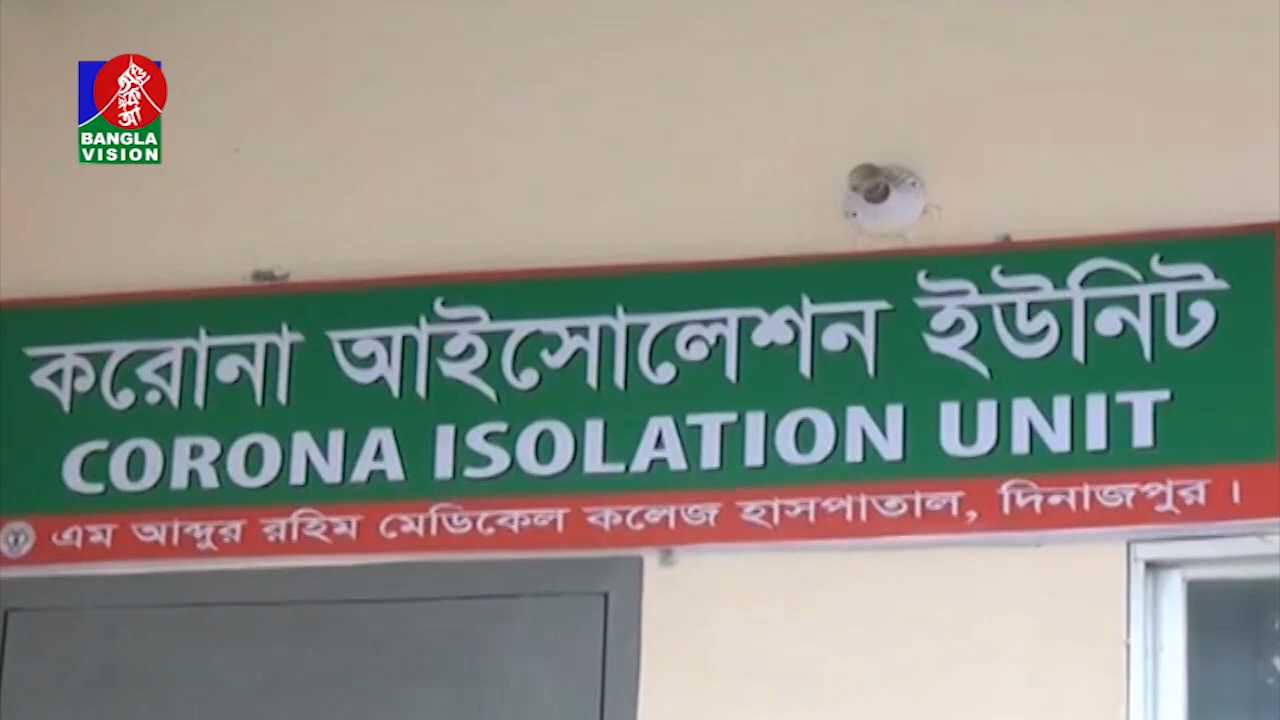 BANGLA
VISION
করোনা আইসোলেশন ইউনিট
CORONA ISOLATION UNIT
এম আব্দুর রহিম মেডিকেল কলেজ হাসপাতাল, দিনাজপুর ।